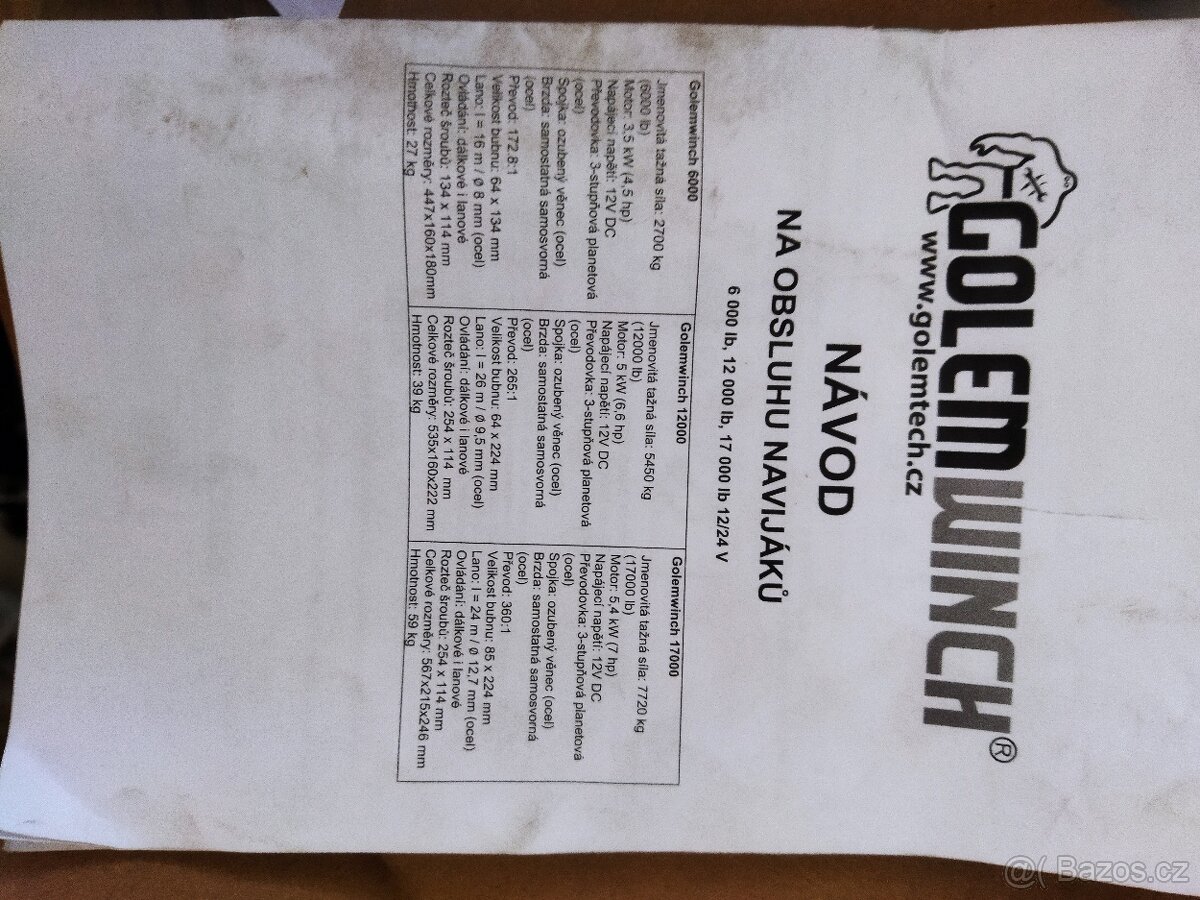 GOLEMWINCH®
www.golemtech.cz
NÁVOD
NA OBSLUHU NAVIJÁKŮ
6 000 lb, 12 000 lb, 17 000 lb 12/24 V
Golemwinch 6000
Jmenovitá tažná síla: 2700 kg
(6000 lb)
Motor: 3,5 kW (4,5 hp)
Napájecí napětí: 12V DC
Převodovka: 3-stupňová planetová
(ocel)
Spojka: ozubený věnec (ocel)
Brzda: samostatná samosvorná
(ocel)
Převod: 172,8:1
Velikost bubnu: 64 x 134 mm
Lano: l = 16 m / Ø 8 mm (ocel)
Ovládání: dálkové i lanové
Rozteč šroubů: 134 x 114 mm
Celkové rozměry: 447x160x180mm
Hmotnost: 27 kg
Golemwinch 12000
Jmenovitá tažná síla: 5450 kg
(12000 lb)
Motor: 5 kW (6,6 hp)
Napájecí napětí: 12V DC
Převodovka: 3-stupňová planetová
(ocel)
Spojka: ozubený věnec (ocel)
Brzda: samostatná samosvorná
(ocel)
Převod: 265:1
Velikost bubnu: 64 x 224 mm
Lano: l = 26 m / Ø 9,5 mm (ocel)
Ovládání: dálkové i lanové
Rozteč šroubů: 254 x 114 mm
Celkové rozměry: 535x160x222 mm
Hmotnost: 39 kg
Golemwinch 17000
Jmenovitá tažná síla: 7720 kg
(17000 lb)
Motor: 5,4 kW (7 hp)
Napájecí napětí: 12V DC
Převodovka: 3-stupňová planetová
(ocel)
Spojka: ozubený věnec (ocel)
Brzda: samostatná samosvorná
(ocel)
Převod: 360:1
Velikost bubnu: 85 x 224 mm
Lano: l = 24 m / Ø 12,7 mm (ocel)
Ovládání: dálkové i lanové
Rozteč šroubů: 254 x 114 mm
Celkové rozměry: 567x215x246 mm
Hmotnost: 59 kg
@( Bazos.cz